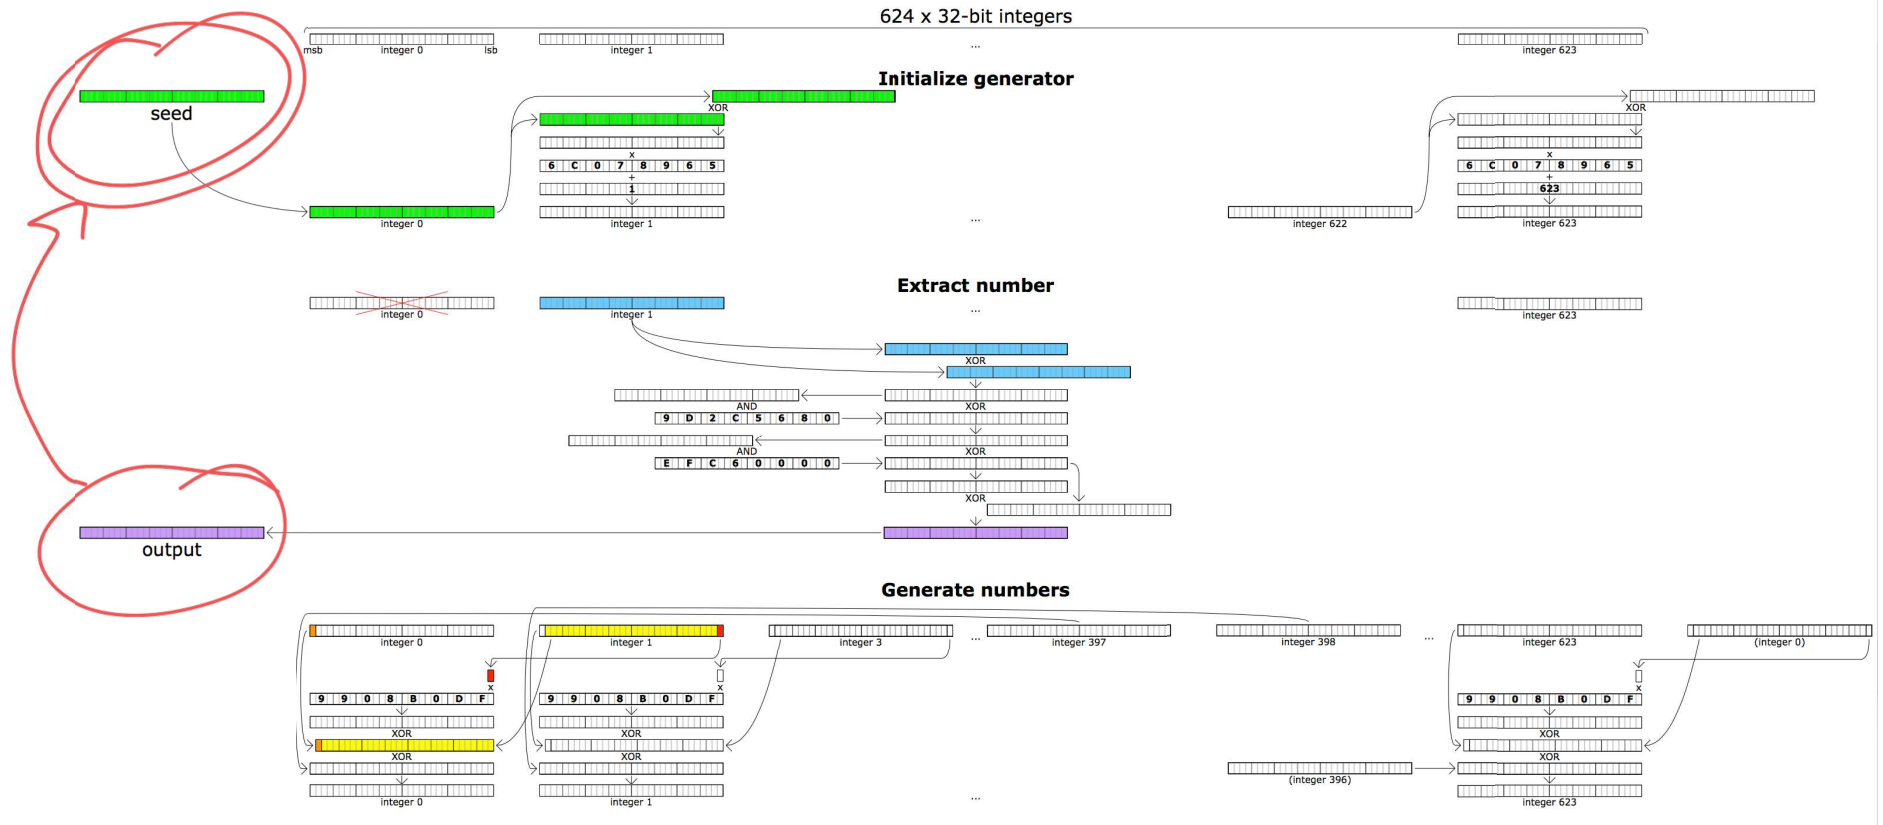 624 x 32-bit integers
msb integer 0 lsb integer 1 ... integer 623
Initialize generator
seed
XOR XOR
x x
6 C 0 7 8 9 6 5 6 C 0 7 8 9 6 5
+ +
1 623
integer 0 integer 1 ... integer 622 integer 623
Extract number
integer 0 integer 1 ... integer 623
XOR
AND XOR
9 D 2 C 5 6 8 0
AND XOR
E F C 6 0 0 0 0
XOR
output
Generate numbers
integer 0 integer 1 integer 3 ... integer 397 integer 398 ... integer 623 (integer 0)
x x x
9 9 0 8 B 0 D F 9 9 0 8 B 0 D F 9 9 0 8 B 0 D F
XOR XOR XOR
XOR XOR XOR
(integer 396)
integer 0 integer 1 ... integer 623